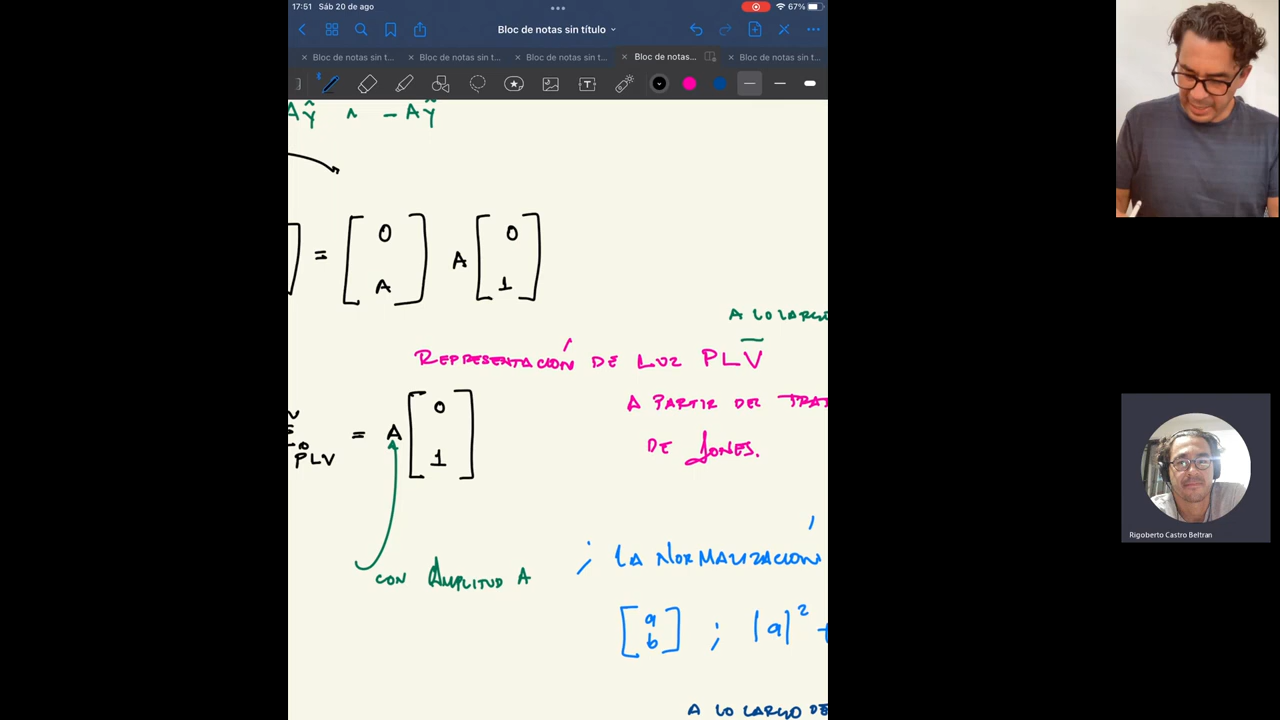 17:51 Sáb 20 de ago
67%
Bloc de notas sin título
Bloc de notas sin t...
Bloc de notas sin t...
Bloc de notas sin t...
Bloc de notas...
Bloc de notas sin t...
Aŷ ∧ - Aŷ
] = [ 0 A ] A [ 0 1 ]
A LO LARGO
REPRESENTACIÓN DE LUZ PLV
A PARTIR DEL TRAT
DE JONES.
PLV = A [ 0 1 ]
CON AMPLITUD A
; LA NORMALIZACIÓN
[ a b ] ; |a|² +
A LO LARGO DE
Rigoberto Castro Beltran